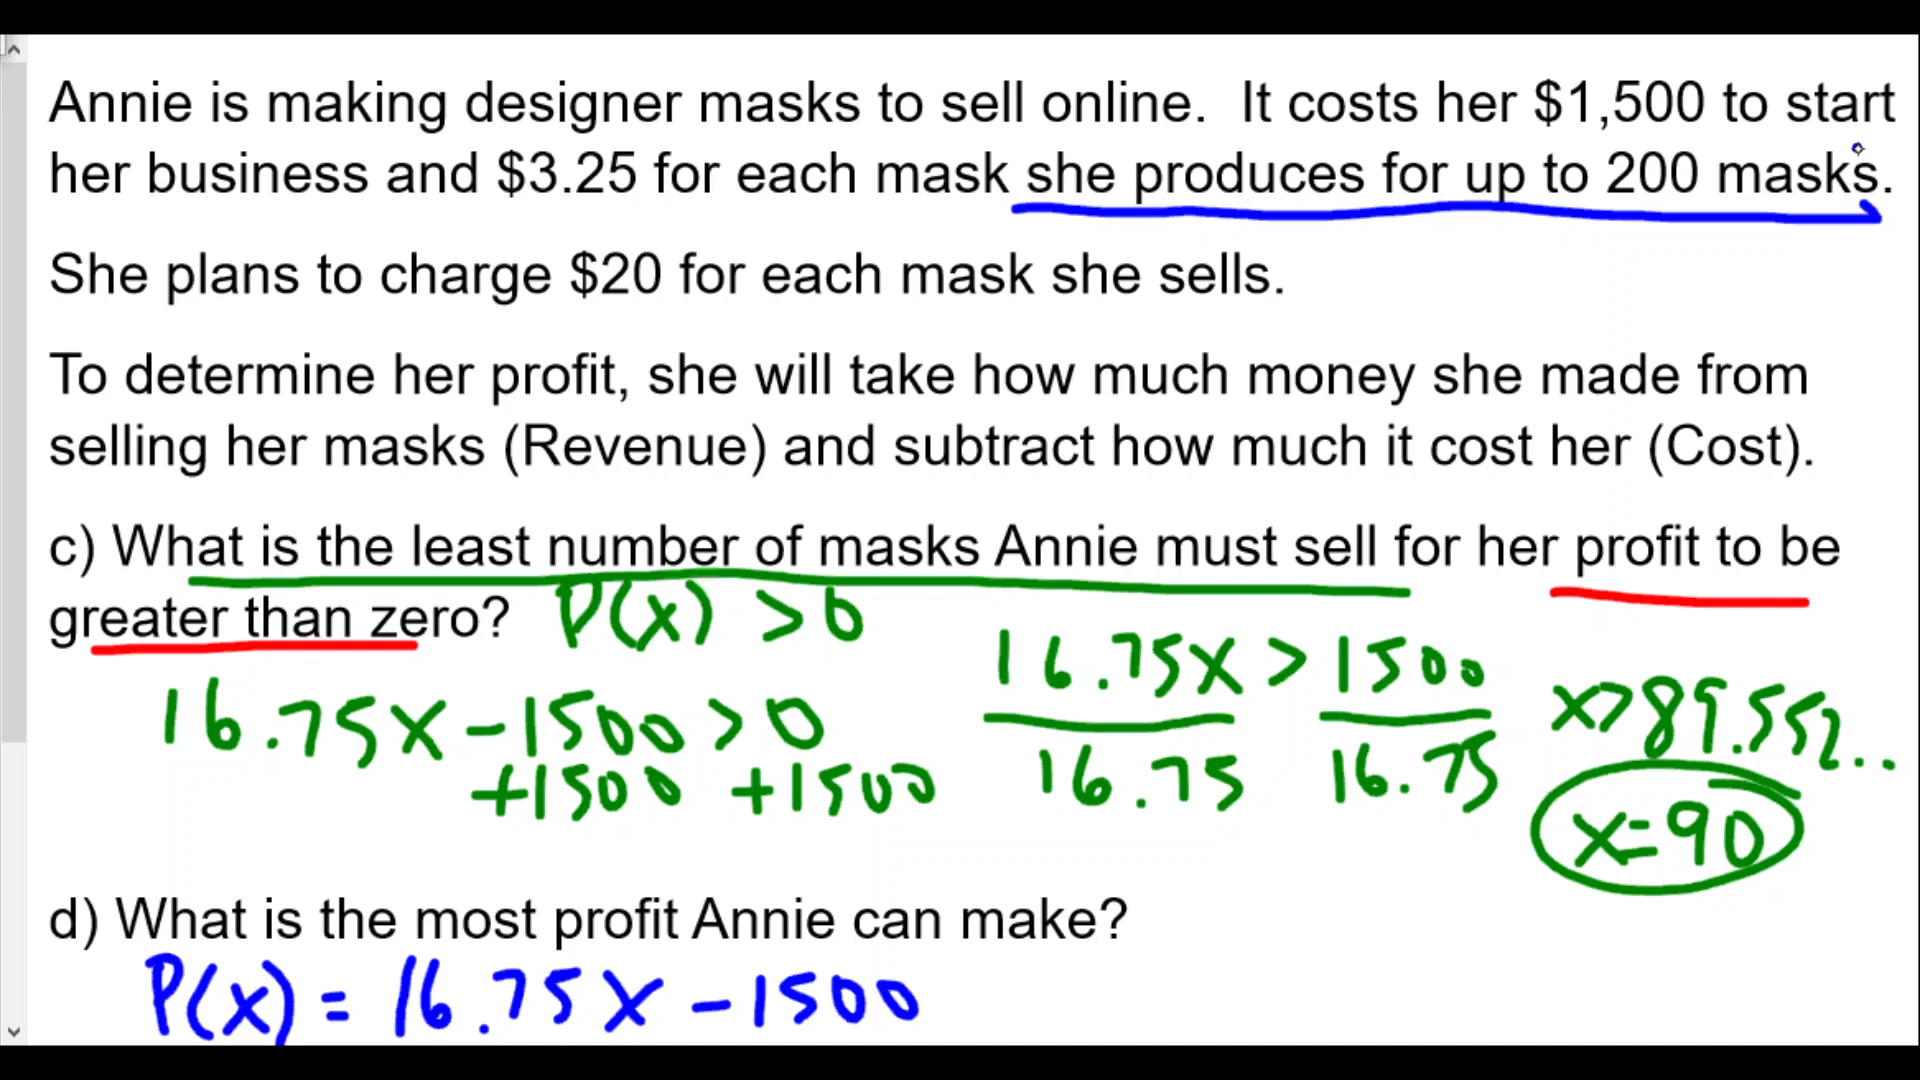 Annie is making designer masks to sell online. It costs her $1,500 to start
her business and $3.25 for each mask she produces for up to 200 masks.
She plans to charge $20 for each mask she sells.
To determine her profit, she will take how much money she made from
selling her masks (Revenue) and subtract how much it cost her (Cost).
c) What is the least number of masks Annie must sell for her profit to be
greater than zero? P(x) > 0
16.75x - 1500 > 0
+1500 +1500
16.75x > 1500
16.75 16.75
x > 89.552...
x = 90
d) What is the most profit Annie can make?
P(x) = 16.75x - 1500